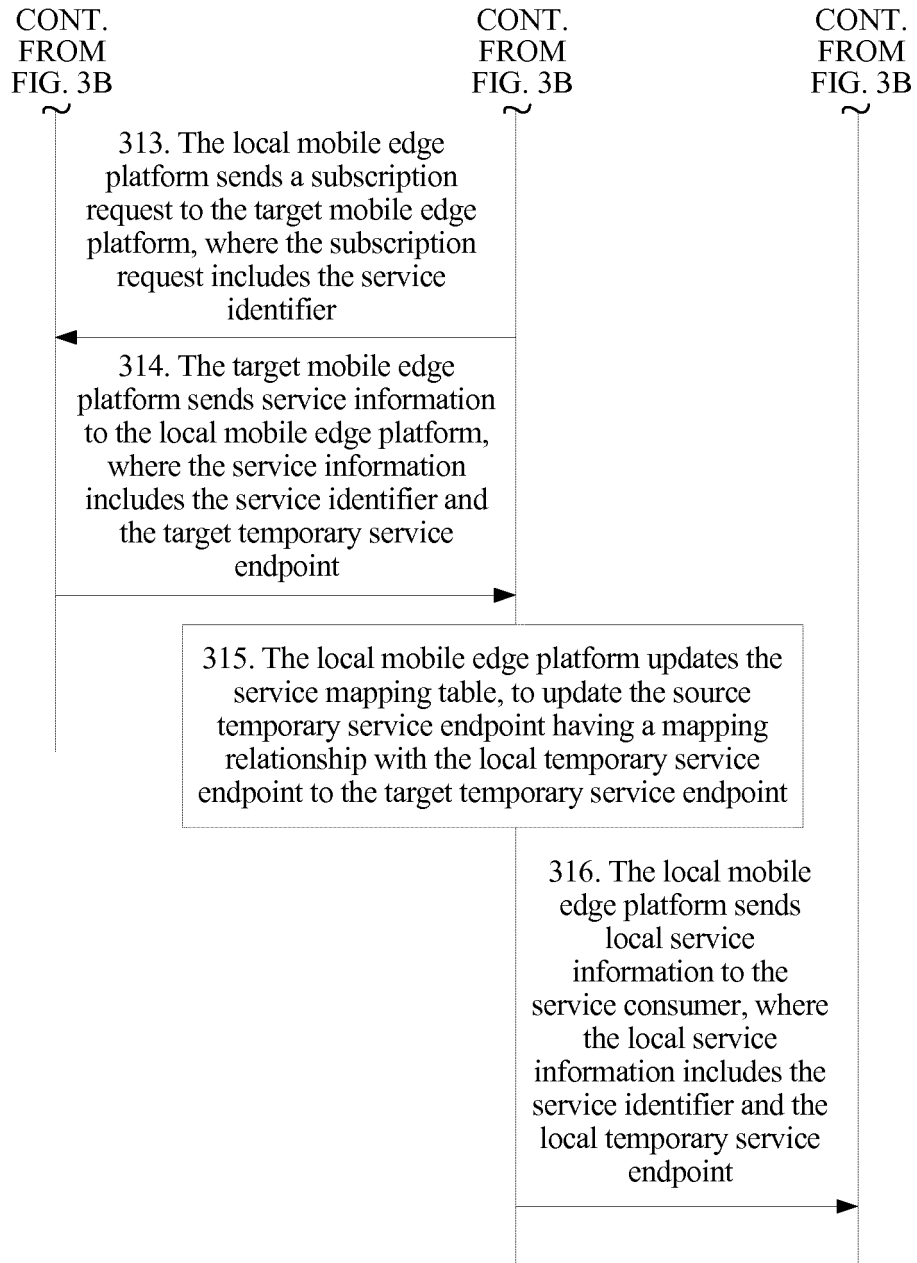 CONT.
FROM
FIG. 3B
CONT.
FROM
FIG. 3B
CONT.
FROM
FIG. 3B
313. The local mobile edge
platform sends a subscription
request to the target mobile edge
platform, where the subscription
request includes the service
identifier
314. The target mobile edge
platform sends service information
to the local mobile edge platform,
where the service information
includes the service identifier and
the target temporary service
endpoint
315. The local mobile edge platform updates the
service mapping table, to update the source
temporary service endpoint having a mapping
relationship with the local temporary service
endpoint to the target temporary service endpoint
316. The local mobile
edge platform sends
local service
information to the
service consumer, where
the local service
information includes the
service identifier and the
local temporary service
endpoint